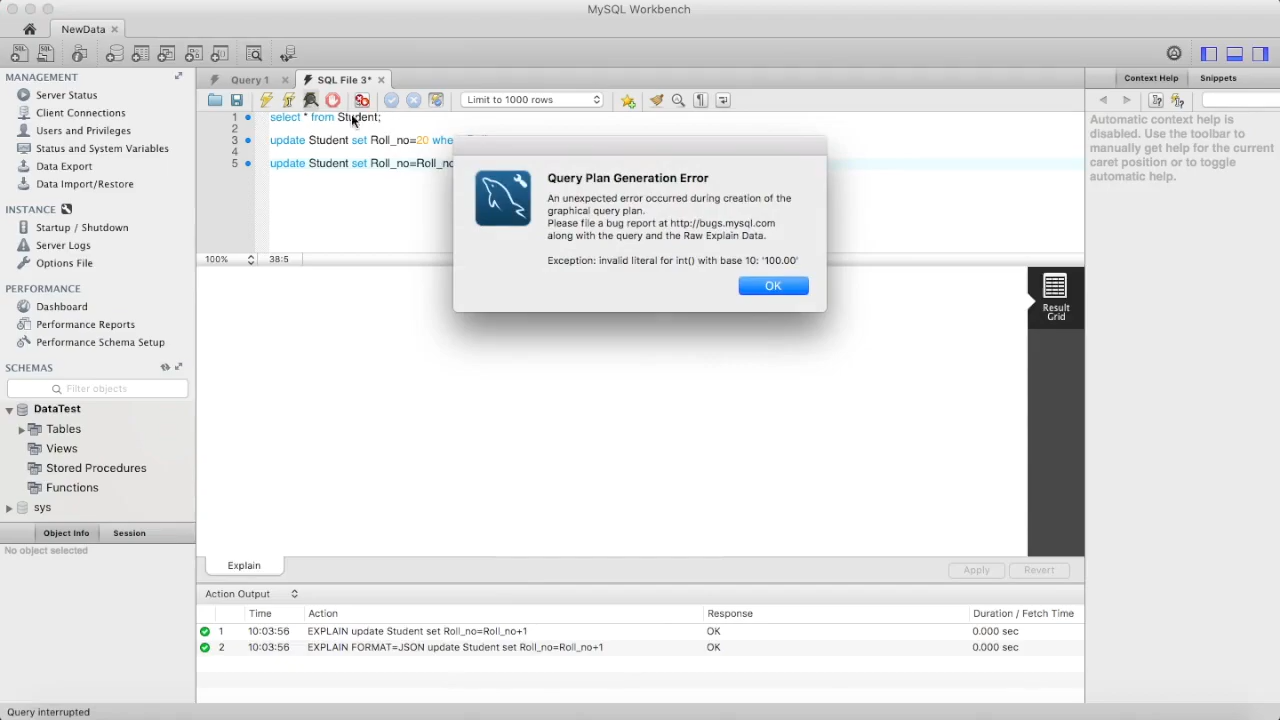 MySQL Workbench
NewData
MANAGEMENT
Server Status
Client Connections
Users and Privileges
Status and System Variables
Data Export
Data Import/Restore
INSTANCE
Startup / Shutdown
Server Logs
Options File
PERFORMANCE
Dashboard
Performance Reports
Performance Schema Setup
SCHEMAS
Filter objects
DataTest
Tables
Views
Stored Procedures
Functions
sys
Object Info Session
No object selected
Query interrupted
Query 1
SQL File 3*
Limit to 1000 rows
1 select * from Student;
2
3 update Student set Roll_no=20
4
5 update Student set Roll_no=Roll_no
100% 38:5
Query Plan Generation Error
An unexpected error occurred during creation of the
graphical query plan.
Please file a bug report at http://bugs.mysql.com
along with the query and the Raw Explain Data.
Exception: invalid literal for int() with base 10: '100.00'
OK
Result
Grid
Explain
Apply Revert
Action Output
Time Action Response Duration / Fetch Time
1 10:03:56 EXPLAIN update Student set Roll_no=Roll_no+1 OK 0.000 sec
2 10:03:56 EXPLAIN FORMAT=JSON update Student set Roll_no=Roll_no+1 OK 0.000 sec
Context Help Snippets
Automatic context help is
disabled. Use the toolbar to
manually get help for the current
caret position or to toggle
automatic help.